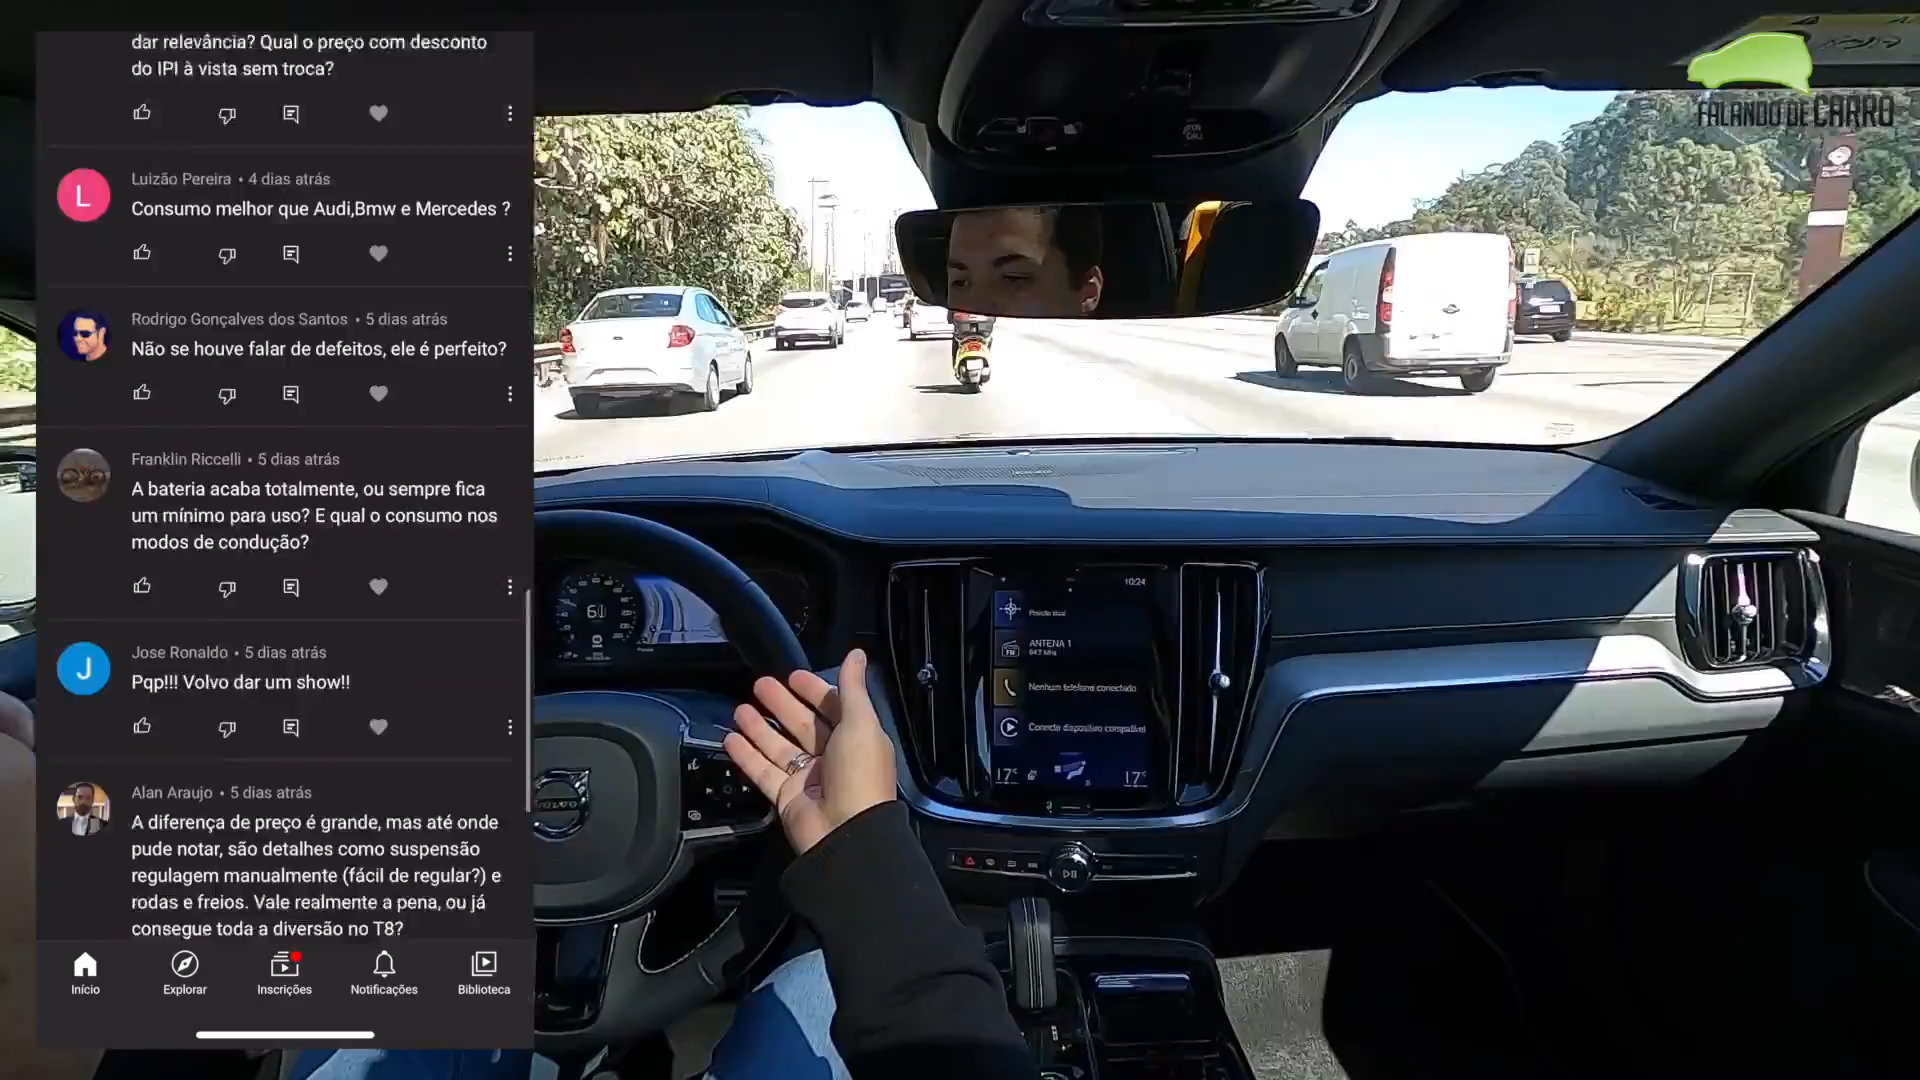 dar relevância? Qual o preço com desconto
do IPI à vista sem troca?
Luizão Pereira • 4 dias atrás
Consumo melhor que Audi,Bmw e Mercedes ?
Rodrigo Gonçalves dos Santos • 5 dias atrás
Não se houve falar de defeitos, ele é perfeito?
Franklin Riccelli • 5 dias atrás
A bateria acaba totalmente, ou sempre fica
um mínimo para uso? E qual o consumo nos
modos de condução?
J
Jose Ronaldo • 5 dias atrás
Pqp!!! Volvo dar um show!!
Alan Araujo • 5 dias atrás
A diferença de preço é grande, mas até onde
pude notar, são detalhes como suspensão
regulagem manualmente (fácil de regular?) e
rodas e freios. Vale realmente a pena, ou já
consegue toda a diversão no T8?
Início Explorar Inscrições Notificações Biblioteca
L
FALANDO DE CARRO
10:24
ANTENA 1
Nenhum telefone conectado
Conecte dispositivo compatível
17° 17°
VOLVO